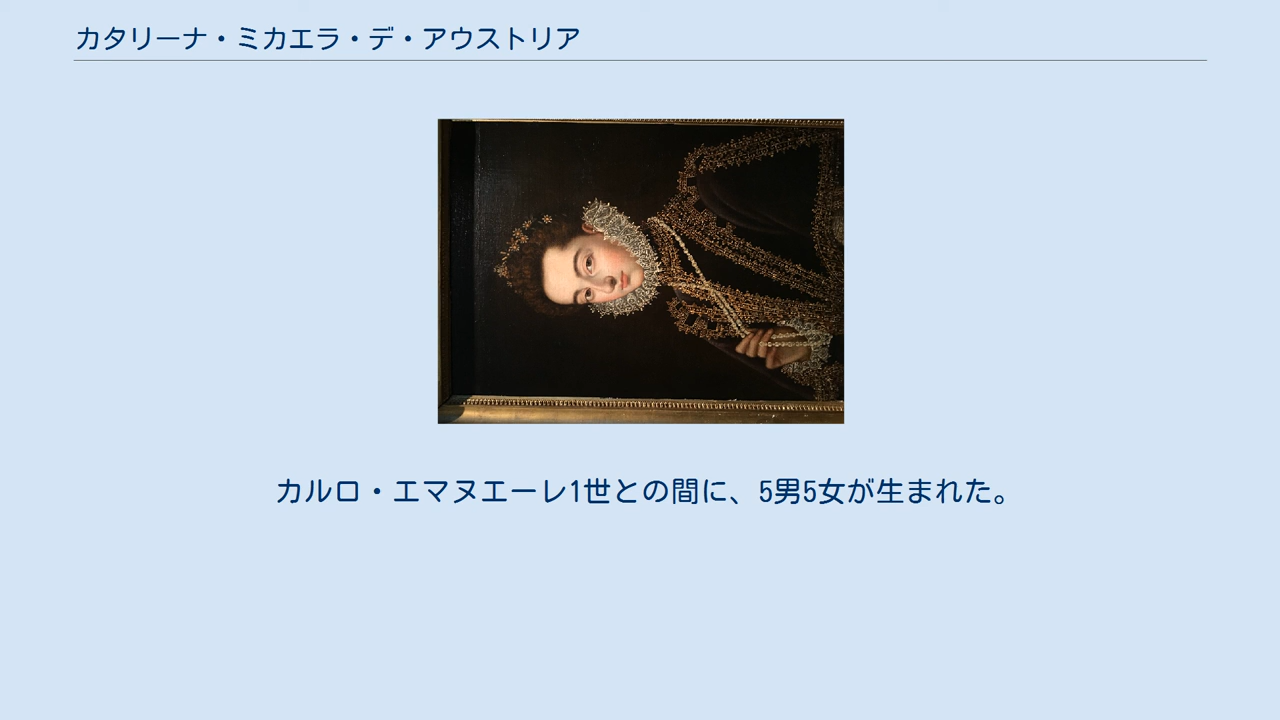 カタリーナ・ミカエラ・デ・アウストリア
カルロ・エマヌエーレ1世との間に、5男5女が生まれた。